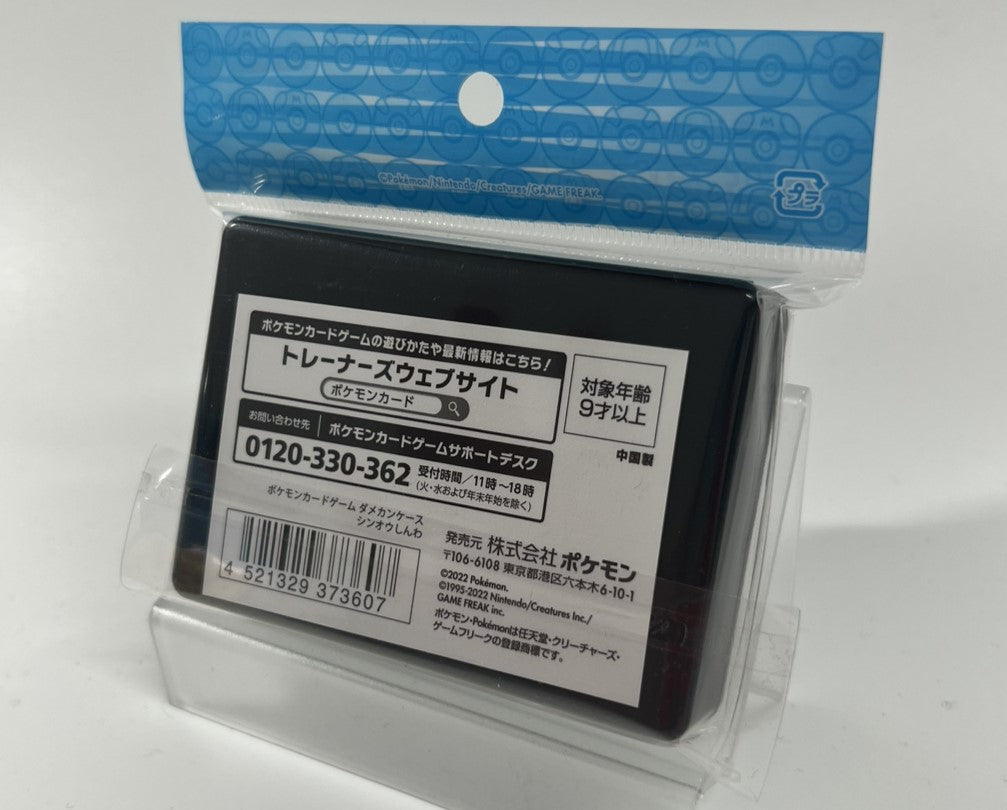 ©Pokémon/Nintendo/Creatures/GAME FREAK.
プラ
ポケモンカードゲームの遊びかたや最新情報はこちら！
トレーナーズウェブサイト
ポケモンカード
対象年齢
9才以上
中国製
お問い合わせ先 ポケモンカードゲームサポートデスク
0120-330-362 受付時間／11時～18時
(火・水および年末年始を除く)
ポケモンカードゲーム ダメカンケース
シンオウしんわ
4 521329 373607
発売元 株式会社 ポケモン
〒106-6108 東京都港区六本木6-10-1
©2022 Pokémon.
©1995-2022 Nintendo/Creatures Inc./
GAME FREAK inc.
ポケモン・Pokémonは任天堂・クリーチャーズ・
ゲームフリークの登録商標です。